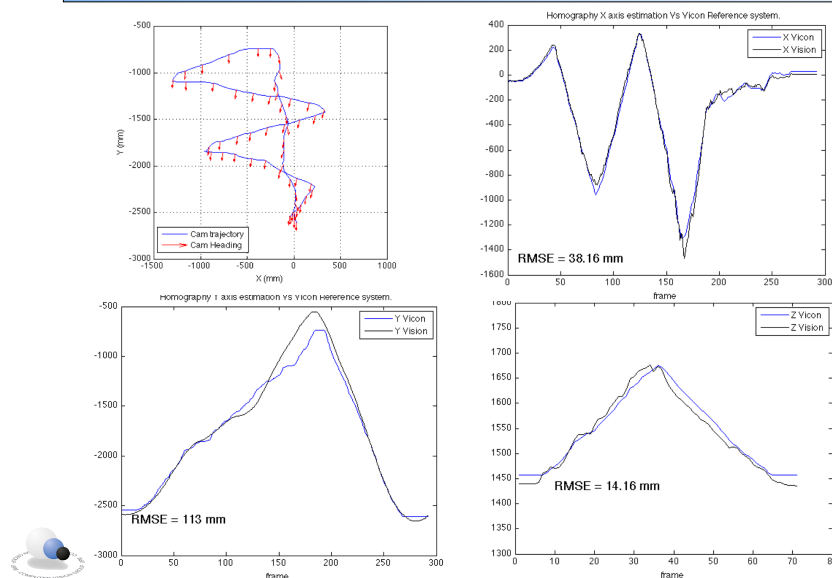 -500
-1000
-1500
-2000
-2500
-3000
Y (mm)
-1500 -1000 -500 0 500 1000
X (mm)
Cam trajectory
Cam Heading
Homography X axis estimation Vs Yicon Reference system.
400
200
0
-200
-400
-600
-800
-1000
-1200
-1400
-1600
0 50 100 150 200 250 300
frame
X Vicon
X Vision
RMSE = 38.16 mm
Homography Y axis estimation Vs Yicon Reference system.
-500
-1000
-1500
-2000
-2500
-3000
0 50 100 150 200 250 300
frame
Y Vicon
Y Vision
RMSE = 113 mm
1800
1750
1700
1650
1600
1550
1500
1450
1400
1350
1300
0 10 20 30 40 50 60 70
frame
Z Vicon
Z Vision
RMSE = 14.16 mm